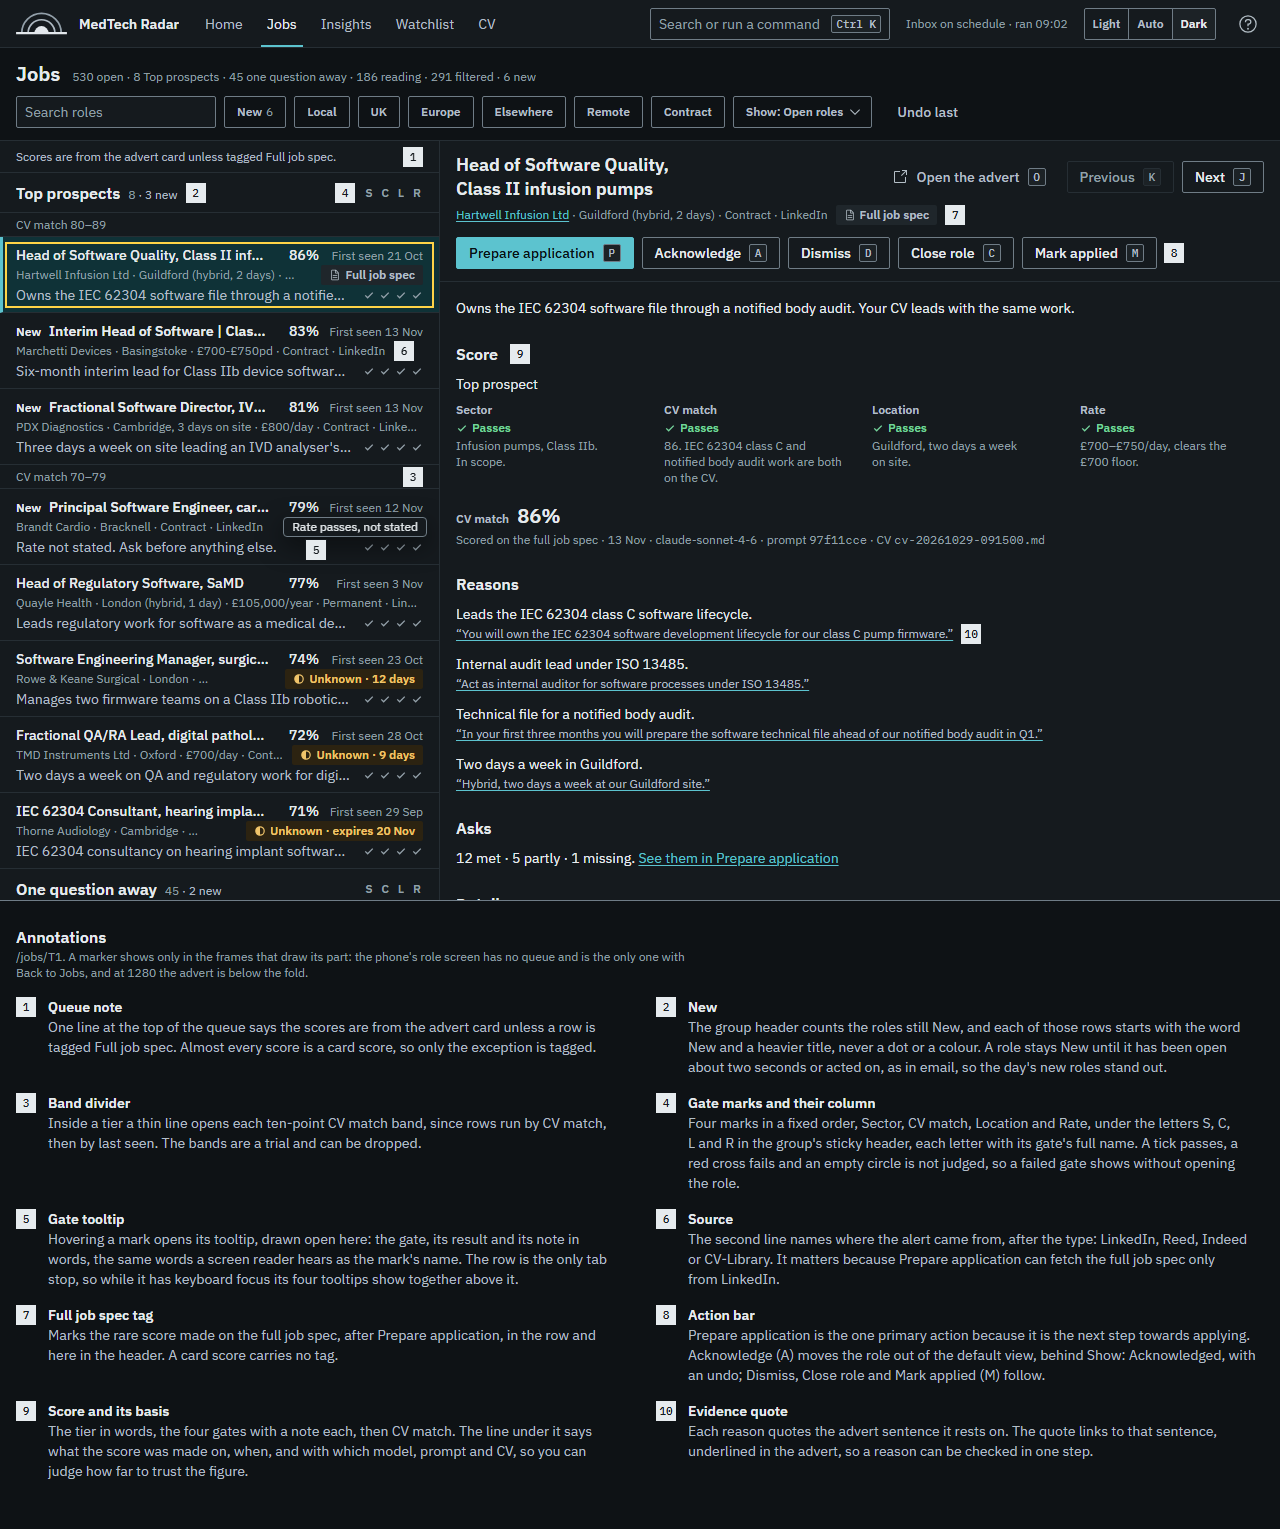 MedTech Radar Home Jobs Insights Watchlist CV Search or run a command Ctrl K Inbox on schedule · ran 09:02 Light Auto Dark ?
Jobs 530 open · 8 Top prospects · 45 one question away · 186 reading · 291 filtered · 6 new
Search roles New 6 Local UK Europe Elsewhere Remote Contract Show: Open roles Undo last
Scores are from the advert card unless tagged Full job spec. 1
Top prospects 8 · 3 new 2 4 S C L R
CV match 80–89
Head of Software Quality, Class II inf... 86% First seen 21 Oct
Hartwell Infusion Ltd · Guildford (hybrid, 2 days) · ... Full job spec
Owns the IEC 62304 software file through a notifie...
New Interim Head of Software | Clas... 83% First seen 13 Nov
Marchetti Devices · Basingstoke · £700-£750pd · Contract · LinkedIn 6
Six-month interim lead for Class IIb device softwar...
New Fractional Software Director, IV... 81% First seen 13 Nov
PDX Diagnostics · Cambridge, 3 days on site · £800/day · Contract · Linke...
Three days a week on site leading an IVD analyser's...
CV match 70–79 3
New Principal Software Engineer, car... 79% First seen 12 Nov
Brandt Cardio · Bracknell · Contract · LinkedIn Rate passes, not stated
Rate not stated. Ask before anything else. 5
Head of Regulatory Software, SaMD 77% First seen 3 Nov
Quayle Health · London (hybrid, 1 day) · £105,000/year · Permanent · Lin...
Leads regulatory work for software as a medical de...
Software Engineering Manager, surgic... 74% First seen 23 Oct
Rowe & Keane Surgical · London · ... Unknown · 12 days
Manages two firmware teams on a Class IIb robotic...
Fractional QA/RA Lead, digital pathol... 72% First seen 28 Oct
TMD Instruments Ltd · Oxford · £700/day · Cont... Unknown · 9 days
Two days a week on QA and regulatory work for digi...
IEC 62304 Consultant, hearing impla... 71% First seen 29 Sep
Thorne Audiology · Cambridge · ... Unknown · expires 20 Nov
IEC 62304 consultancy on hearing implant softwar...
One question away 45 · 2 new S C L R
Head of Software Quality,
Class II infusion pumps
Open the advert O Previous K Next J
Hartwell Infusion Ltd · Guildford (hybrid, 2 days) · Contract · LinkedIn Full job spec 7
Prepare application P Acknowledge A Dismiss D Close role C Mark applied M 8
Owns the IEC 62304 software file through a notified body audit. Your CV leads with the same work.
Score 9
Top prospect
Sector CV match Location Rate
Passes Passes Passes Passes
Infusion pumps, Class IIb. 86. IEC 62304 class C and Guildford, two days a week £700–£750/day, clears the
In scope. notified body audit work are both on site. £700 floor.
on the CV.
CV match 86%
Scored on the full job spec · 13 Nov · claude-sonnet-4-6 · prompt 97f11cce · CV cv-20261029-091500.md
Reasons
Leads the IEC 62304 class C software lifecycle.
“You will own the IEC 62304 software development lifecycle for our class C pump firmware.” 10
Internal audit lead under ISO 13485.
“Act as internal auditor for software processes under ISO 13485.”
Technical file for a notified body audit.
“In your first three months you will prepare the software technical file ahead of our notified body audit in Q1.”
Two days a week in Guildford.
“Hybrid, two days a week at our Guildford site.”
Asks
12 met · 5 partly · 1 missing. See them in Prepare application
Annotations
/jobs/T1. A marker shows only in the frames that draw its part: the phone's role screen has no queue and is the only one with
Back to Jobs, and at 1280 the advert is below the fold.
1 Queue note
One line at the top of the queue says the scores are from the advert card unless a row is
tagged Full job spec. Almost every score is a card score, so only the exception is tagged.
2 New
The group header counts the roles still New, and each of those rows starts with the word
New and a heavier title, never a dot or a colour. A role stays New until it has been open
about two seconds or acted on, as in email, so the day's new roles stand out.
3 Band divider
Inside a tier a thin line opens each ten-point CV match band, since rows run by CV match,
then by last seen. The bands are a trial and can be dropped.
4 Gate marks and their column
Four marks in a fixed order, Sector, CV match, Location and Rate, under the letters S, C,
L and R in the group's sticky header, each letter with its gate's full name. A tick passes, a
red cross fails and an empty circle is not judged, so a failed gate shows without opening
the role.
5 Gate tooltip
Hovering a mark opens its tooltip, drawn open here: the gate, its result and its note in
words, the same words a screen reader hears as the mark's name. The row is the only tab
stop, so while it has keyboard focus its four tooltips show together above it.
6 Source
The second line names where the alert came from, after the type: LinkedIn, Reed, Indeed
or CV-Library. It matters because Prepare application can fetch the full job spec only
from LinkedIn.
7 Full job spec tag
Marks the rare score made on the full job spec, after Prepare application, in the row and
here in the header. A card score carries no tag.
8 Action bar
Prepare application is the one primary action because it is the next step towards applying.
Acknowledge (A) moves the role out of the default view, behind Show: Acknowledged, with
an undo; Dismiss, Close role and Mark applied (M) follow.
9 Score and its basis
The tier in words, the four gates with a note each, then CV match. The line under it says
what the score was made on, when, and with which model, prompt and CV, so you can
judge how far to trust the figure.
10 Evidence quote
Each reason quotes the advert sentence it rests on. The quote links to that sentence,
underlined in the advert, so a reason can be checked in one step.